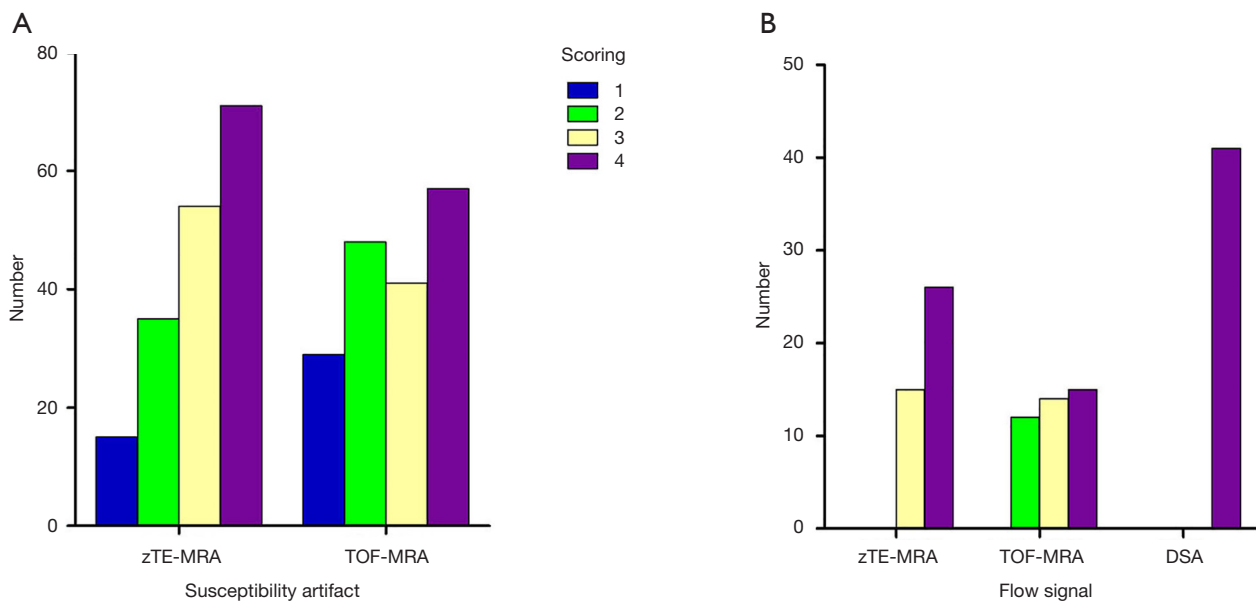 A
80
60
40
20
0
Number
zTE-MRA
TOF-MRA
Susceptibility artifact
Scoring
1
2
3
4
B
50
40
30
20
10
0
Number
zTE-MRA
TOF-MRA
DSA
Flow signal